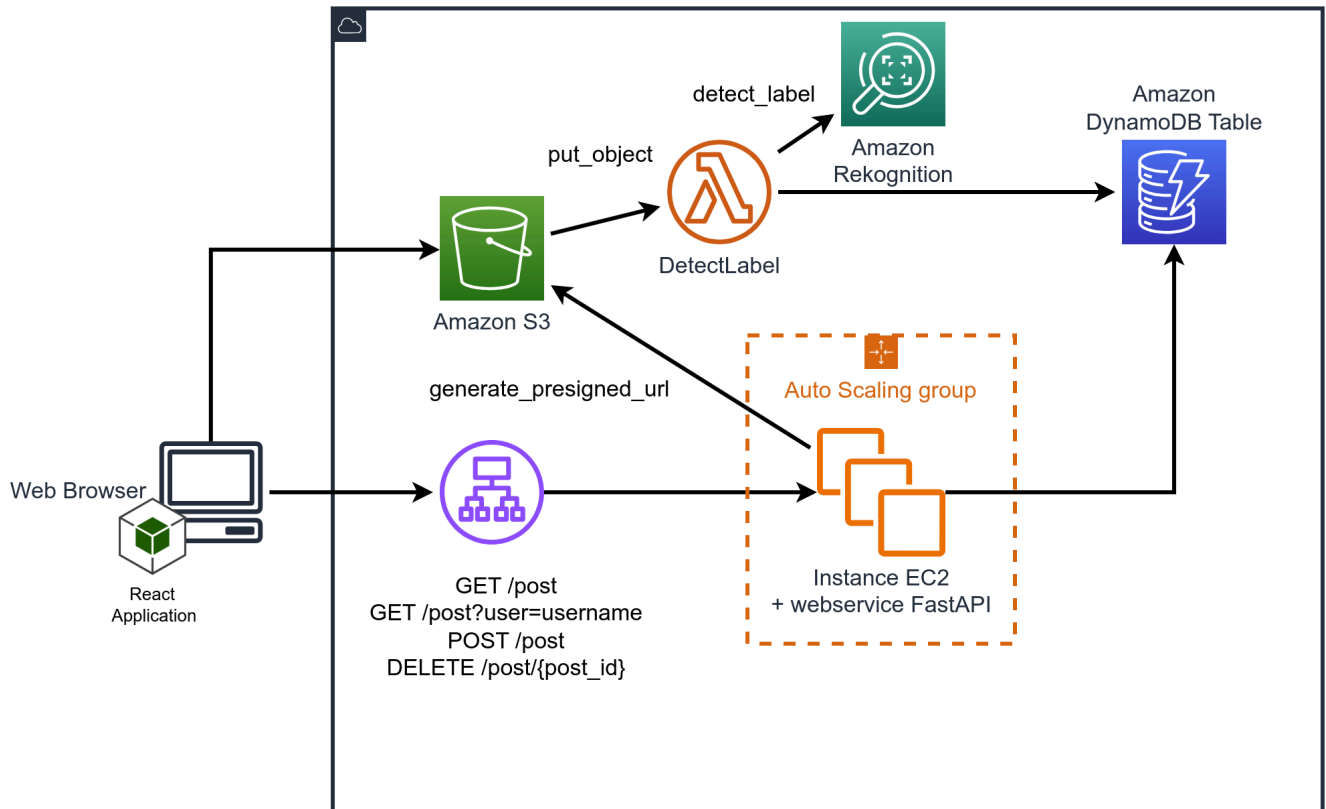 detect_label
Amazon
DynamoDB Table
put_object
Amazon
Rekognition
DetectLabel
Amazon S3
generate_presigned_url
Auto Scaling group
Web Browser
React
Application
GET /post
GET /post?user=username
POST /post
DELETE /post/{post_id}
Instance EC2
+ webservice FastAPI